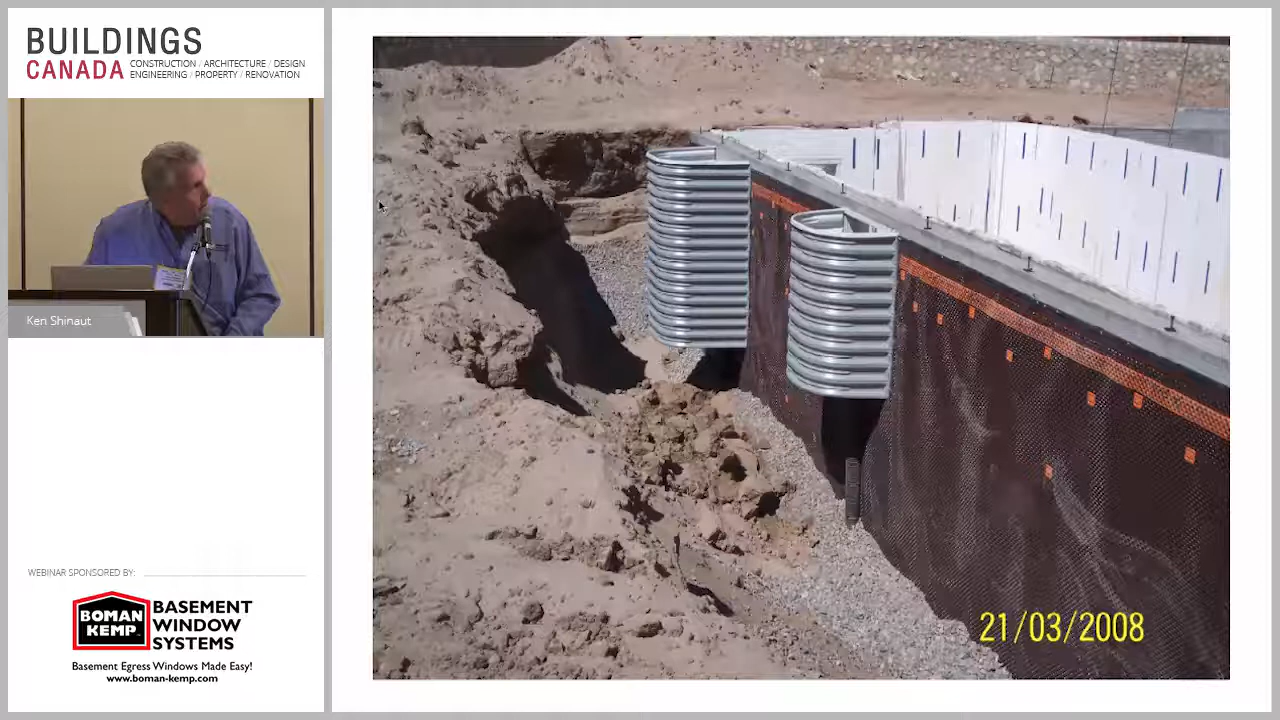 BUILDINGS
CANADA CONSTRUCTION / ARCHITECTURE / DESIGN
ENGINEERING / PROPERTY / RENOVATION
Ken Shinaut
WEBINAR SPONSORED BY:
BOMAN
KEMP
BASEMENT
WINDOW
SYSTEMS
Basement Egress Windows Made Easy!
www.boman-kemp.com
21/03/2008